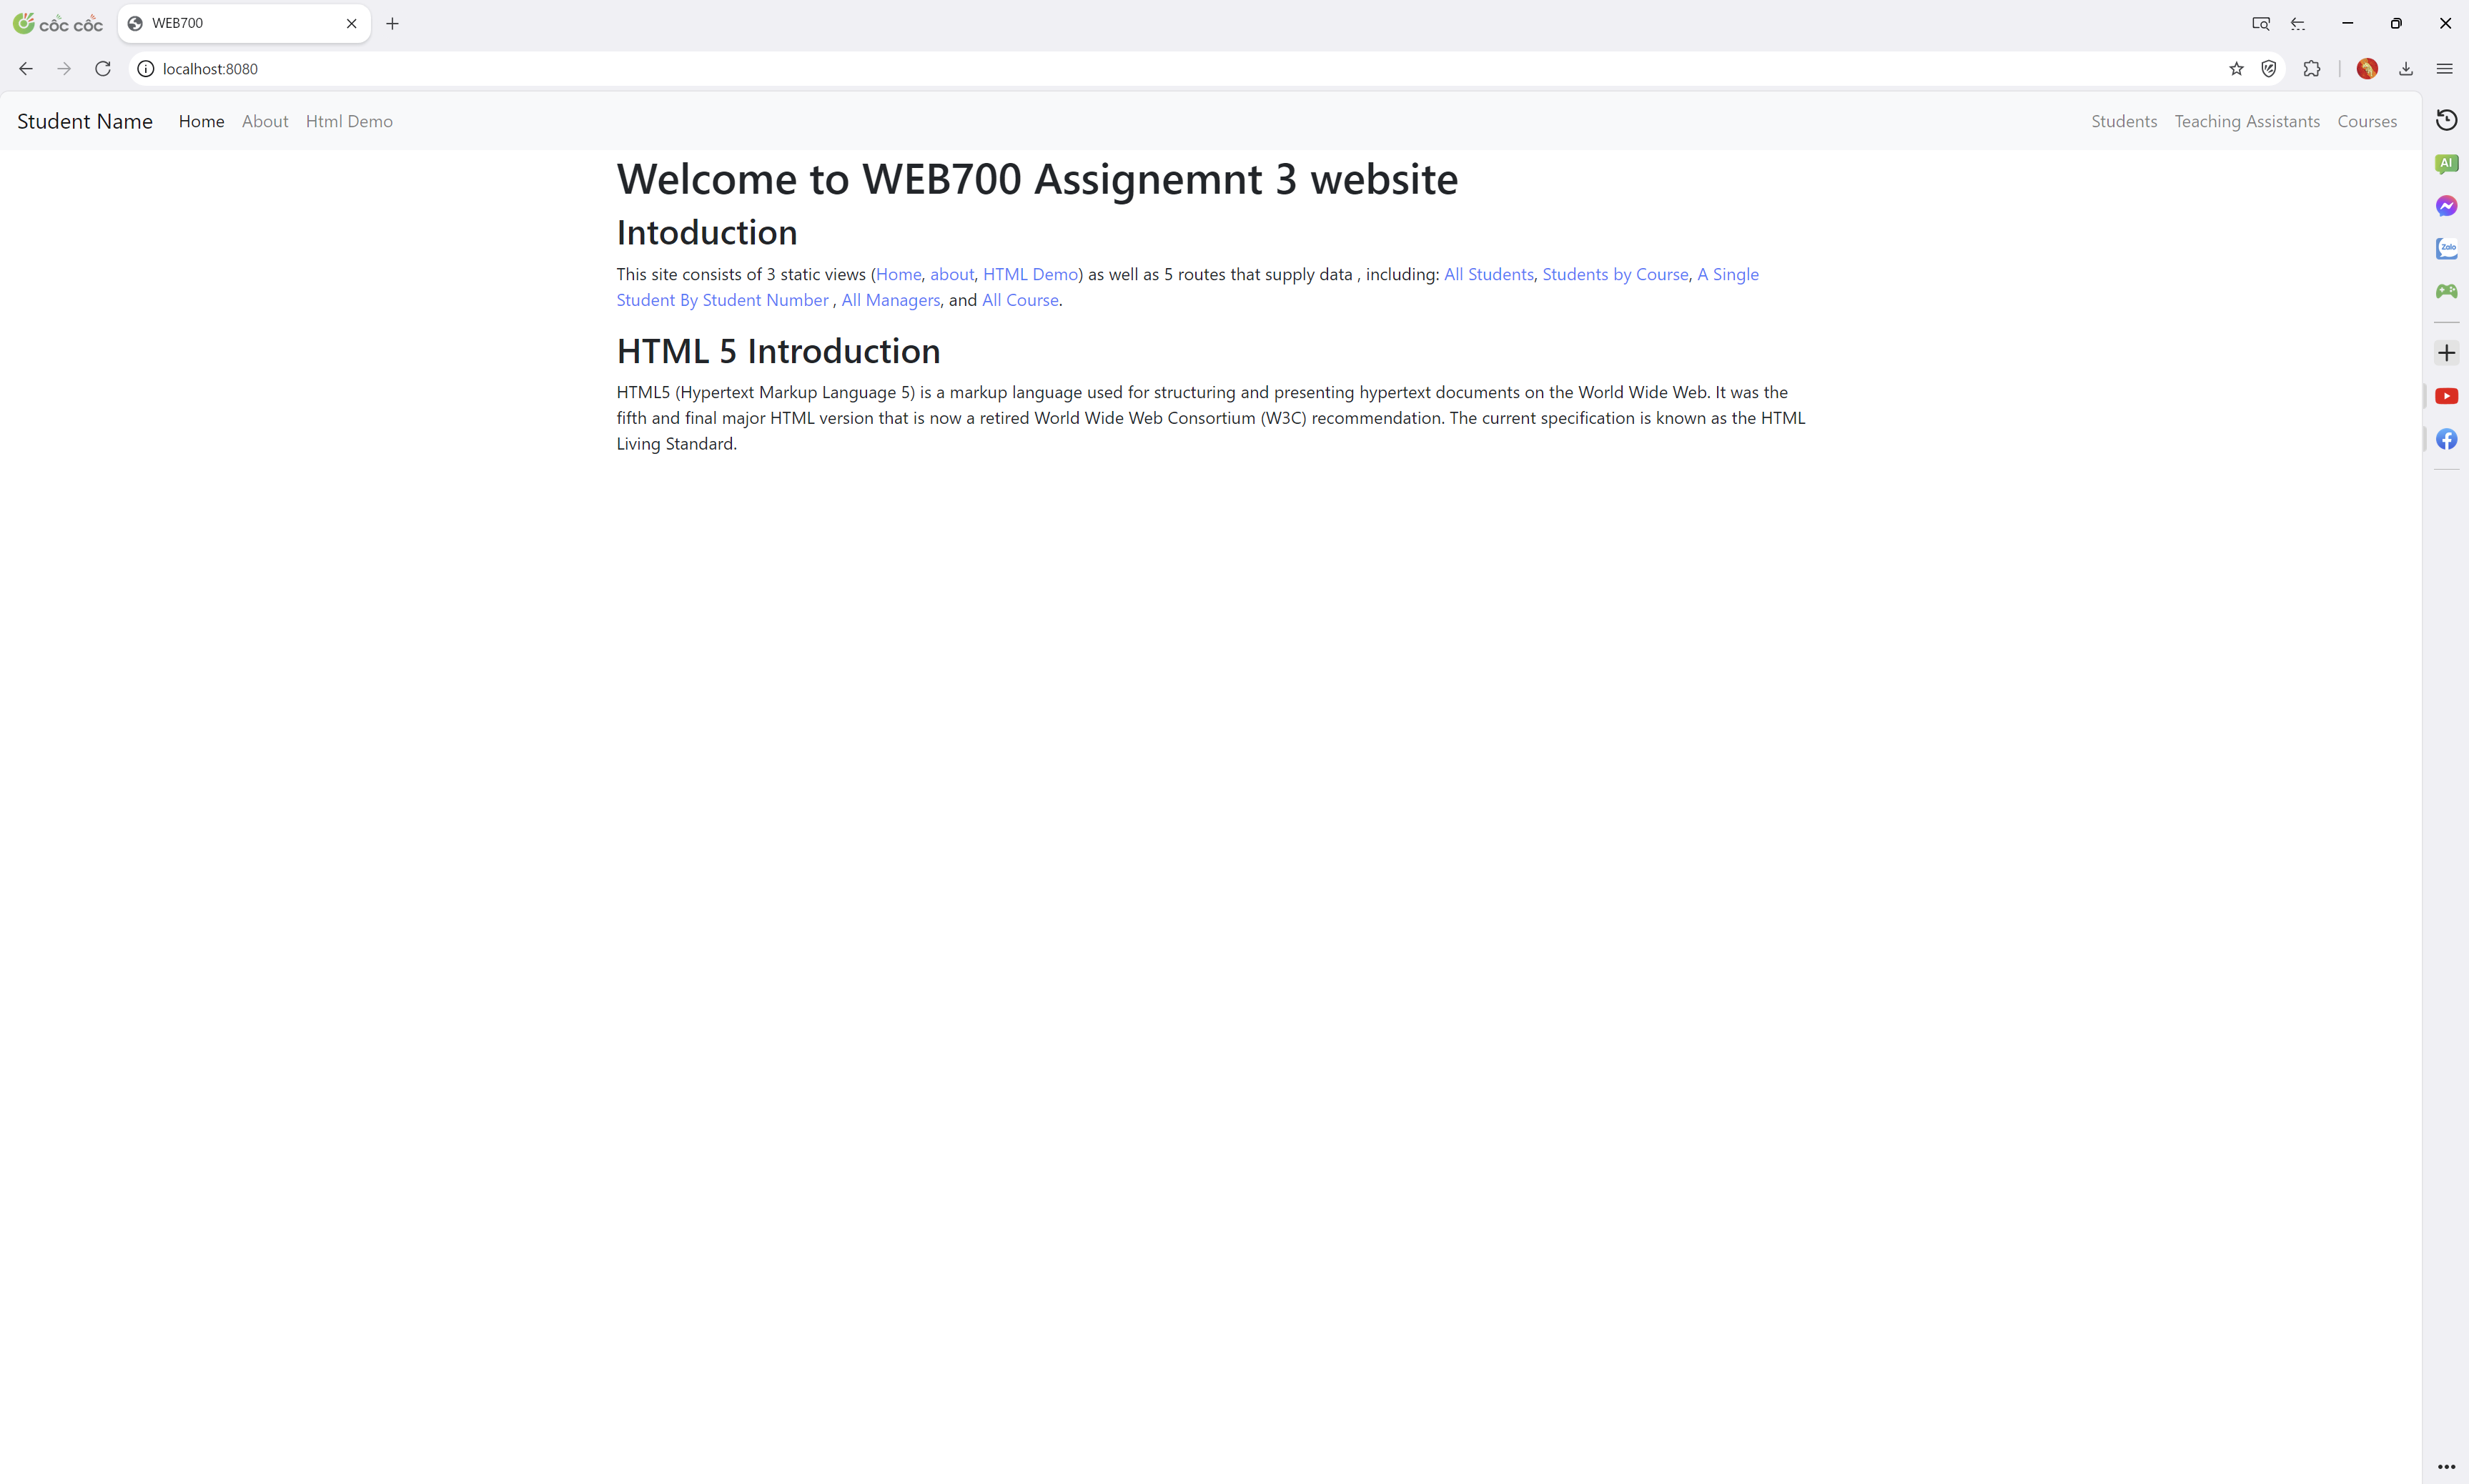 cốc cốc WEB700
localhost:8080
Student Name Home About Html Demo Students Teaching Assistants Courses
AI
Welcome to WEB700 Assignemnt 3 website
Intoduction
Zalo
This site consists of 3 static views (Home, about, HTML Demo) as well as 5 routes that supply data , including: All Students, Students by Course, A Single
Student By Student Number , All Managers, and All Course.
HTML 5 Introduction
HTML5 (Hypertext Markup Language 5) is a markup language used for structuring and presenting hypertext documents on the World Wide Web. It was the
fifth and final major HTML version that is now a retired World Wide Web Consortium (W3C) recommendation. The current specification is known as the HTML
Living Standard.